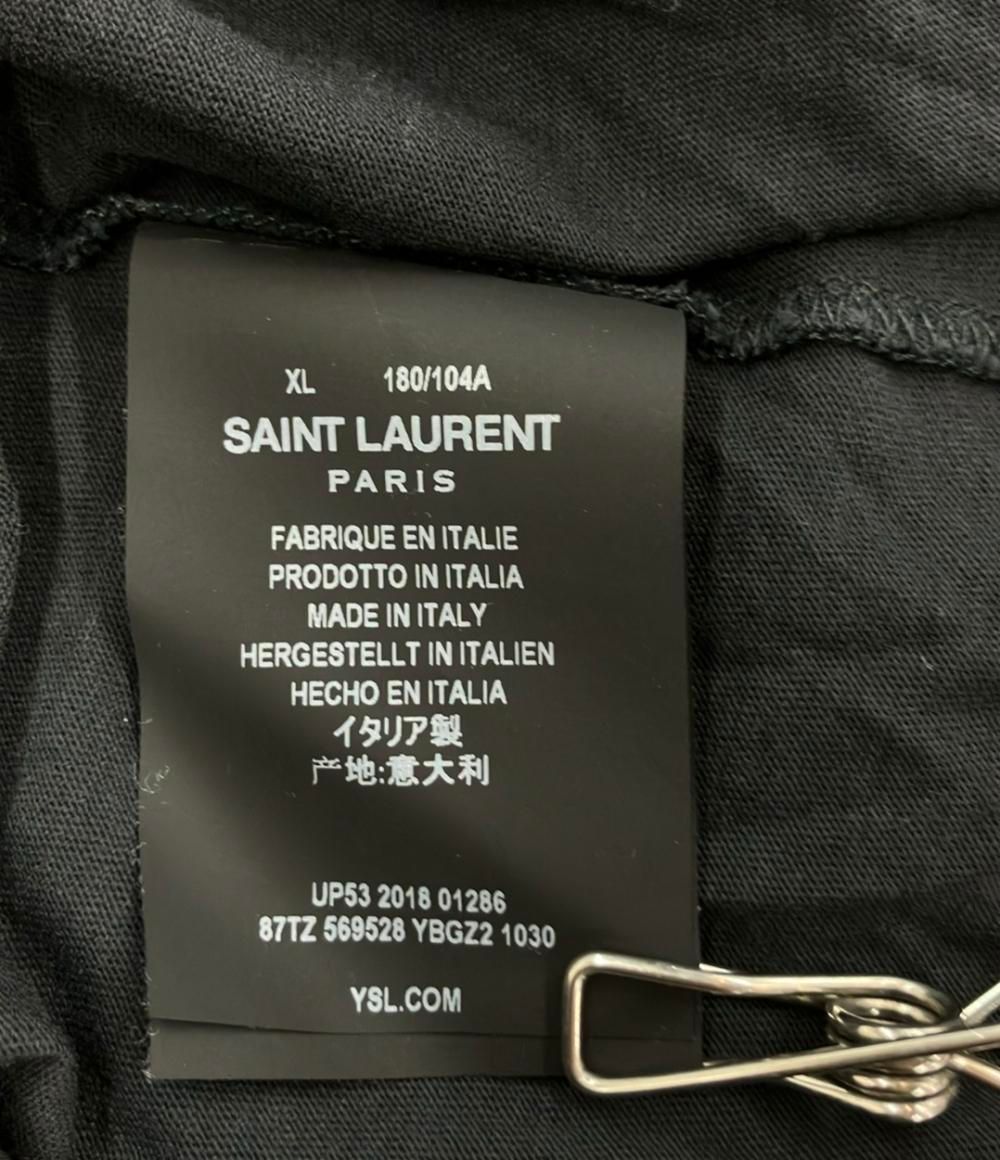 XL 180/104A
SAINT LAURENT
PARIS
FABRIQUE EN ITALIE
PRODOTTO IN ITALIA
MADE IN ITALY
HERGESTELLT IN ITALIEN
HECHO EN ITALIA
イタリア製
产地:意大利
UP53 2018 01286
87TZ 569528 YBGZ2 1030
YSL.COM